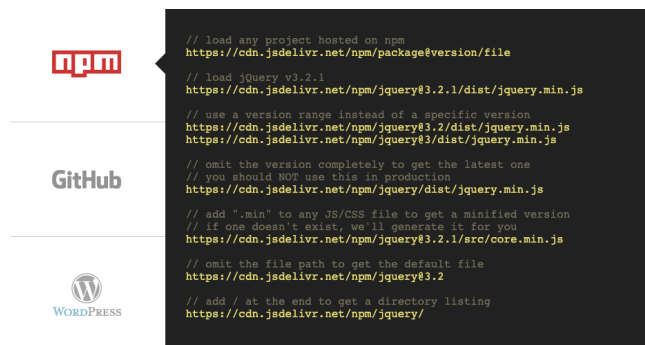 npm
// load any project hosted on npm
https://cdn.jsdelivr.net/npm/package@version/file
// load jQuery v3.2.1
https://cdn.jsdelivr.net/npm/jquery@3.2.1/dist/jquery.min.js
// use a version range instead of a specific version
https://cdn.jsdelivr.net/npm/jquery@3.2/dist/jquery.min.js
https://cdn.jsdelivr.net/npm/jquery@3/dist/jquery.min.js
GitHub
// omit the version completely to get the latest one
// you should NOT use this in production
https://cdn.jsdelivr.net/npm/jquery/dist/jquery.min.js
// add ".min" to any JS/CSS file to get a minified version
// if one doesn't exist, we'll generate it for you
https://cdn.jsdelivr.net/npm/jquery@3.2.1/src/core.min.js
WORDPRESS
// omit the file path to get the default file
https://cdn.jsdelivr.net/npm/jquery@3.2
// add / at the end to get a directory listing
https://cdn.jsdelivr.net/npm/jquery/